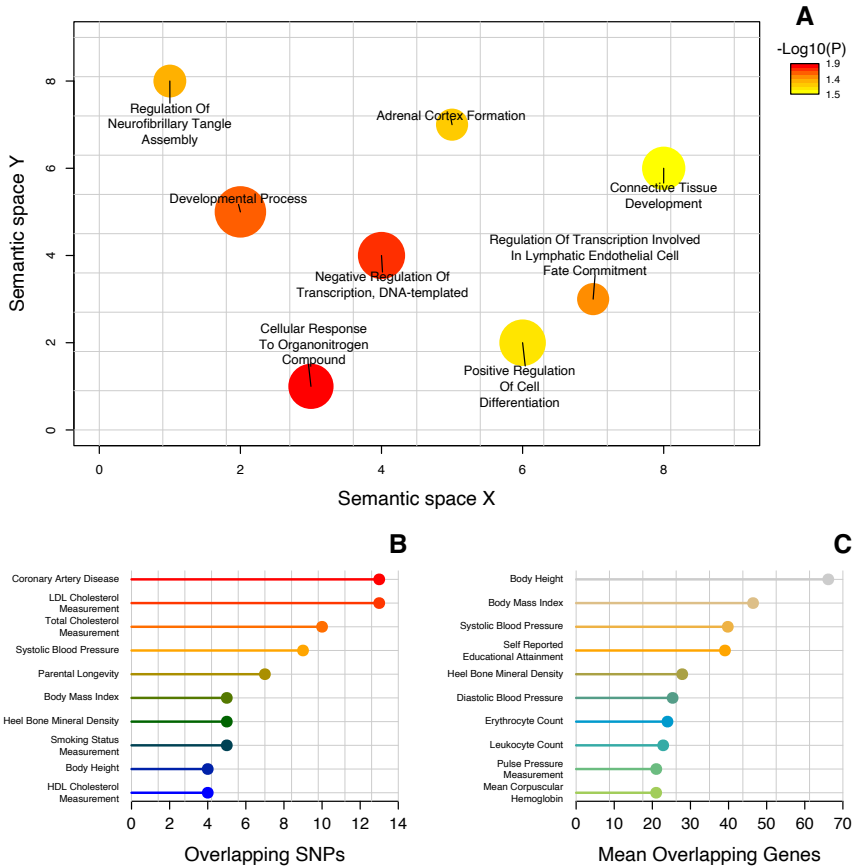 A
-Log10(P)
1.9
1.4
1.5
Semantic space Y
8
6
4
2
0
Regulation Of
Neurofibrillary Tangle
Assembly
Adrenal Cortex Formation
Connective Tissue
Development
Developmental Process
Regulation Of Transcription Involved
In Lymphatic Endothelial Cell
Fate Commitment
Negative Regulation Of
Transcription, DNA-templated
Cellular Response
To Organonitrogen
Compound
Positive Regulation
Of Cell
Differentiation
0 2 4 6 8
Semantic space X
B
Coronary Artery Disease
LDL Cholesterol
Measurement
Total Cholesterol
Measurement
Systolic Blood Pressure
Parental Longevity
Body Mass Index
Heel Bone Mineral Density
Smoking Status
Measurement
Body Height
HDL Cholesterol
Measurement
0 2 4 6 8 10 12 14
Overlapping SNPs
C
Body Height
Body Mass Index
Systolic Blood Pressure
Self Reported
Educational Attainment
Heel Bone Mineral Density
Diastolic Blood Pressure
Erythrocyte Count
Leukocyte Count
Pulse Pressure
Measurement
Mean Corpuscular
Hemoglobin
0 10 20 30 40 50 60 70
Mean Overlapping Genes